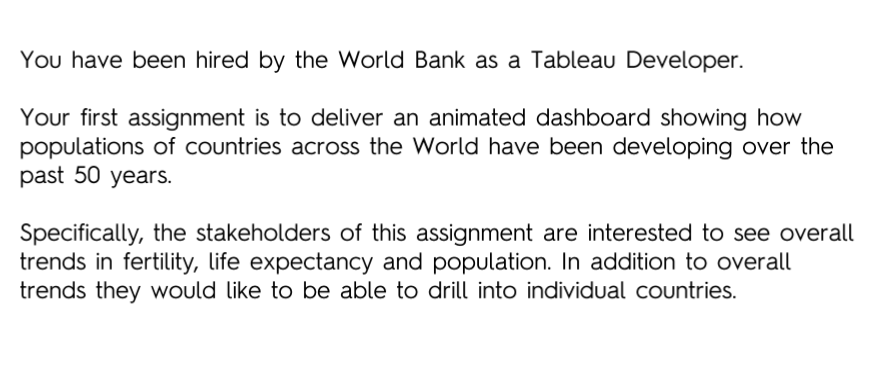 You have been hired by the World Bank as a Tableau Developer.
Your first assignment is to deliver an animated dashboard showing how
populations of countries across the World have been developing over the
past 50 years.
Specifically, the stakeholders of this assignment are interested to see overall
trends in fertility, life expectancy and population. In addition to overall
trends they would like to be able to drill into individual countries.